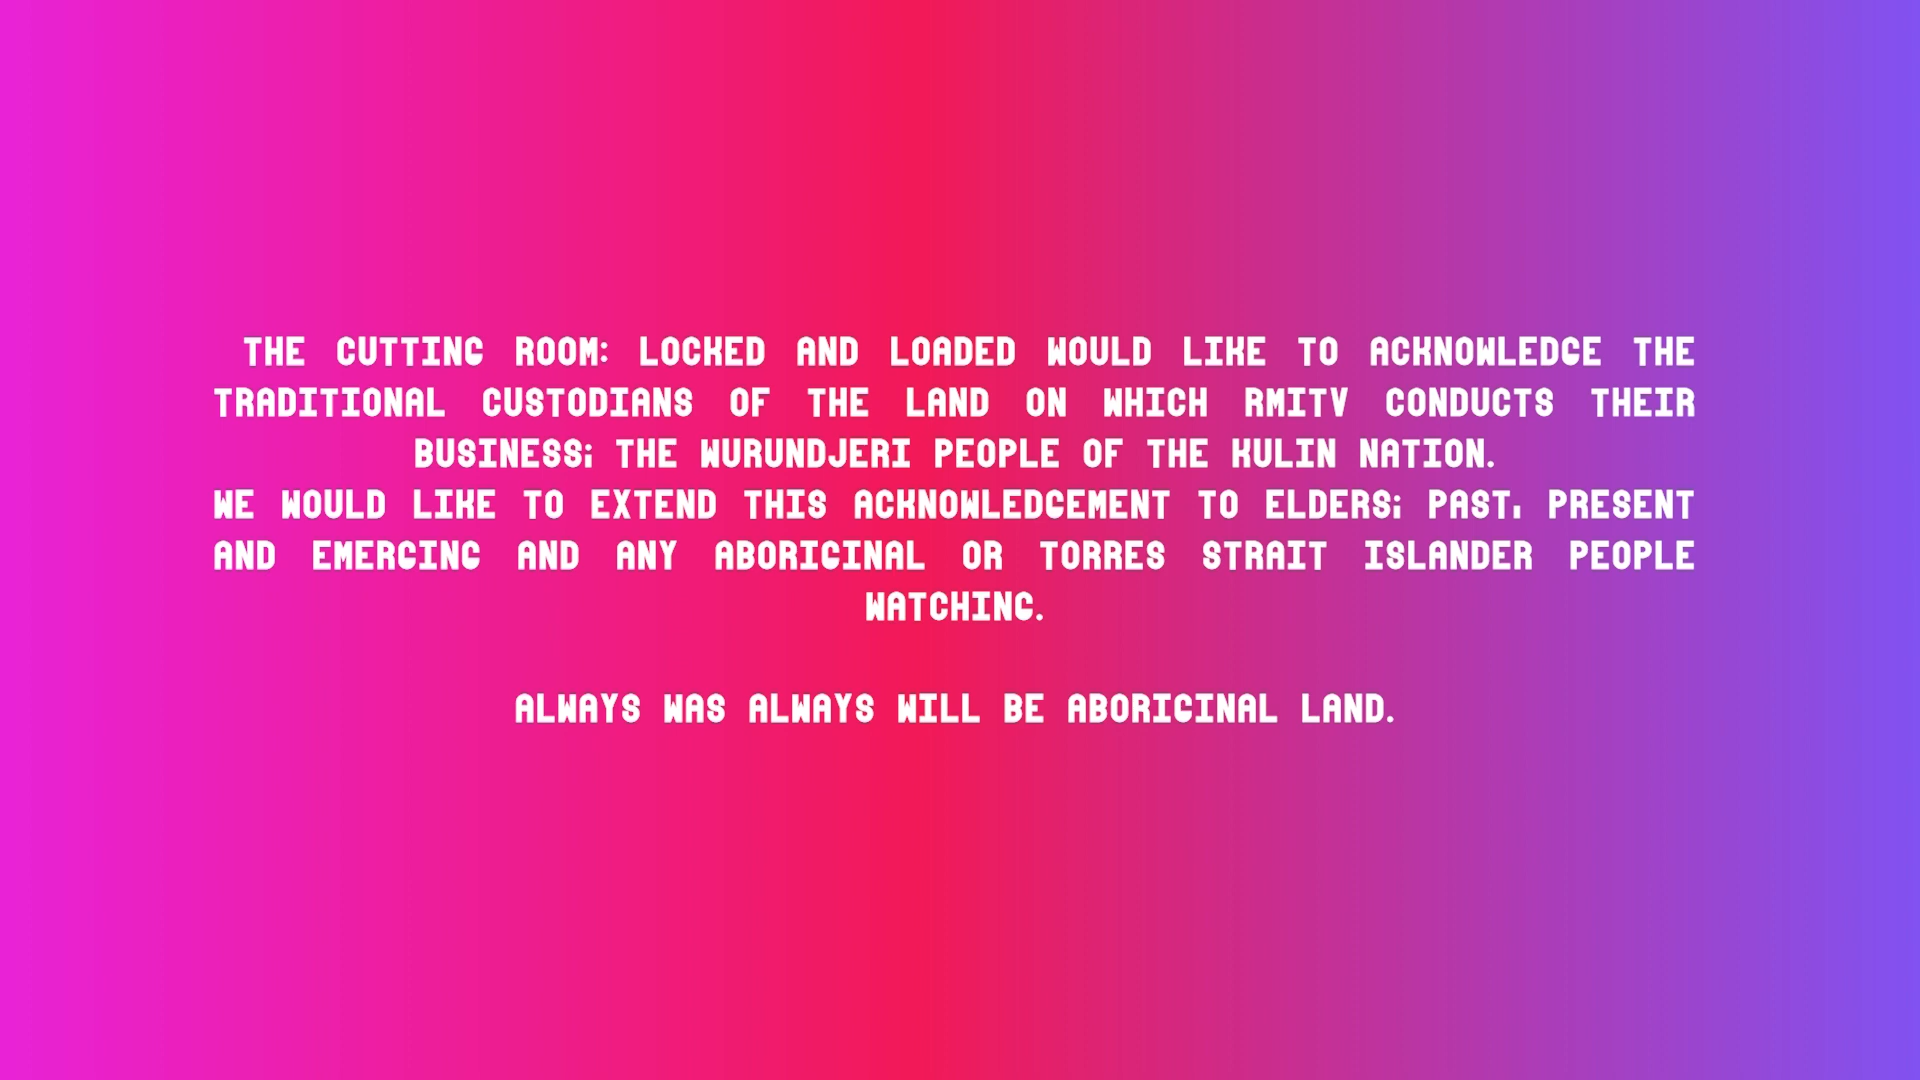 THE CUTTING ROOM: LOCKED AND LOADED WOULD LIKE TO ACKNOWLEDGE THE
TRADITIONAL CUSTODIANS OF THE LAND ON WHICH RMITV CONDUCTS THEIR
BUSINESS; THE WURUNDJERI PEOPLE OF THE KULIN NATION.
WE WOULD LIKE TO EXTEND THIS ACKNOWLEDGEMENT TO ELDERS; PAST, PRESENT
AND EMERGING AND ANY ABORIGINAL OR TORRES STRAIT ISLANDER PEOPLE
WATCHING.
ALWAYS WAS ALWAYS WILL BE ABORIGINAL LAND.